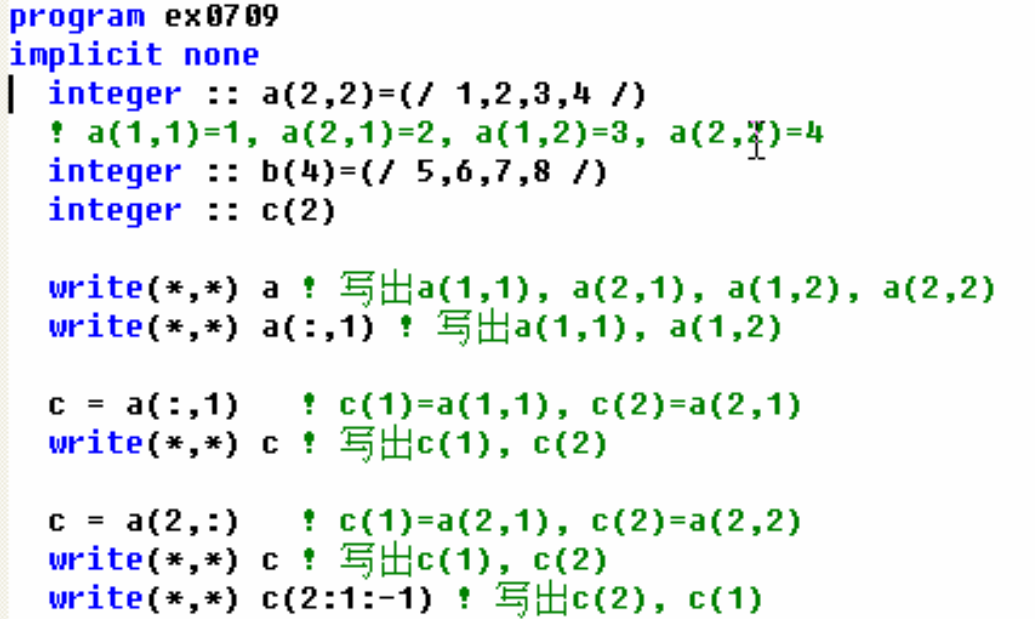 program ex0709
implicit none
integer :: a(2,2)=(/ 1,2,3,4 /)
! a(1,1)=1, a(2,1)=2, a(1,2)=3, a(2,2)=4
integer :: b(4)=(/ 5,6,7,8 /)
integer :: c(2)
write(*,*) a ! 写出a(1,1), a(2,1), a(1,2), a(2,2)
write(*,*) a(:,1) ! 写出a(1,1), a(1,2)
c = a(:,1) ! c(1)=a(1,1), c(2)=a(2,1)
write(*,*) c ! 写出c(1), c(2)
c = a(2,:) ! c(1)=a(2,1), c(2)=a(2,2)
write(*,*) c ! 写出c(1), c(2)
write(*,*) c(2:1:-1) ! 写出c(2), c(1)